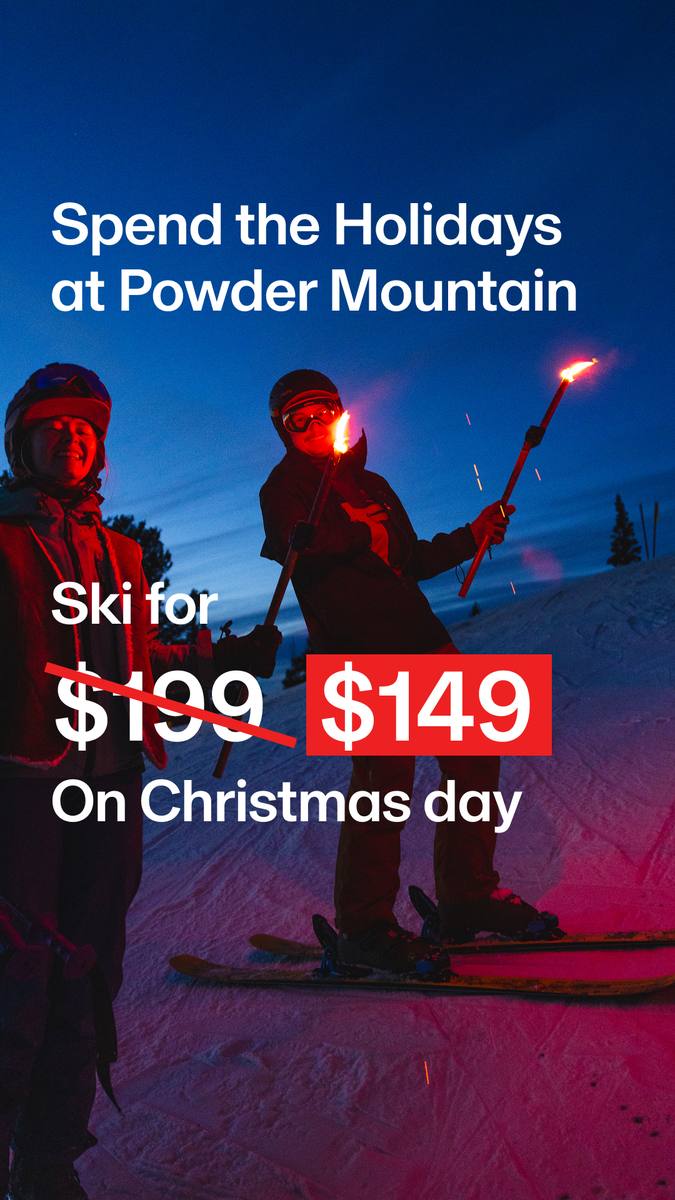 Spend the Holidays
at Powder Mountain
Ski for
$199 $149
On Christmas day